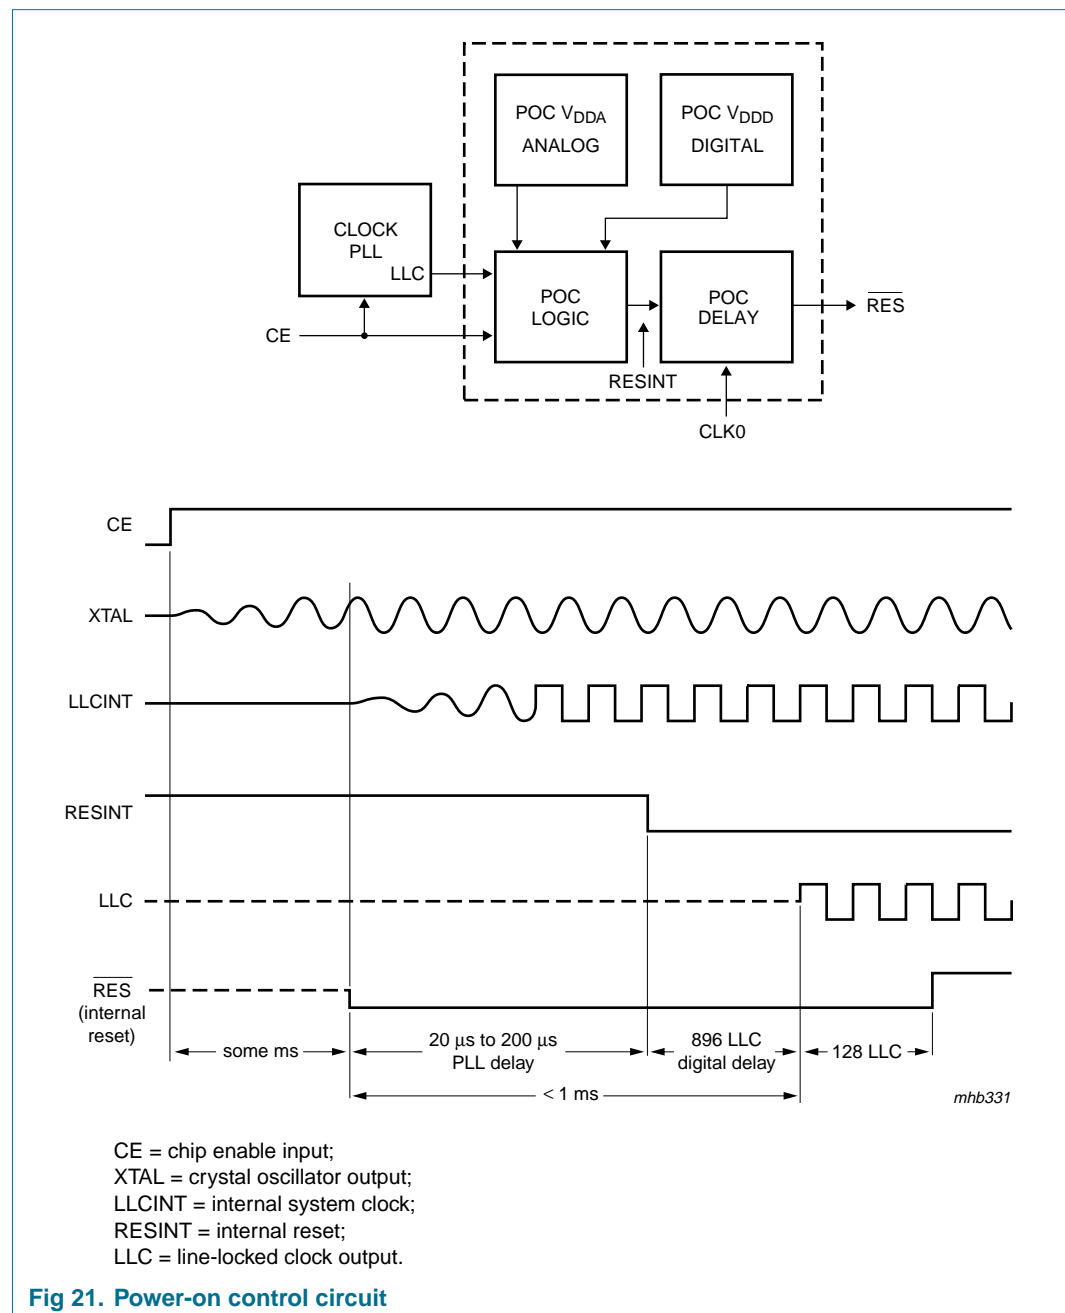 POC VDDA
ANALOG
POC VDDD
DIGITAL
CLOCK
PLL
LLC
POC
LOGIC
POC
DELAY
RES
CE
RESINT
CLK0
CE
XTAL
LLCINT
RESINT
LLC
RES
(internal
reset)
some ms
20 μs to 200 μs
PLL delay
896 LLC
digital delay
128 LLC
< 1 ms
mhb331
CE = chip enable input;
XTAL = crystal oscillator output;
LLCINT = internal system clock;
RESINT = internal reset;
LLC = line-locked clock output.
Fig 21. Power-on control circuit